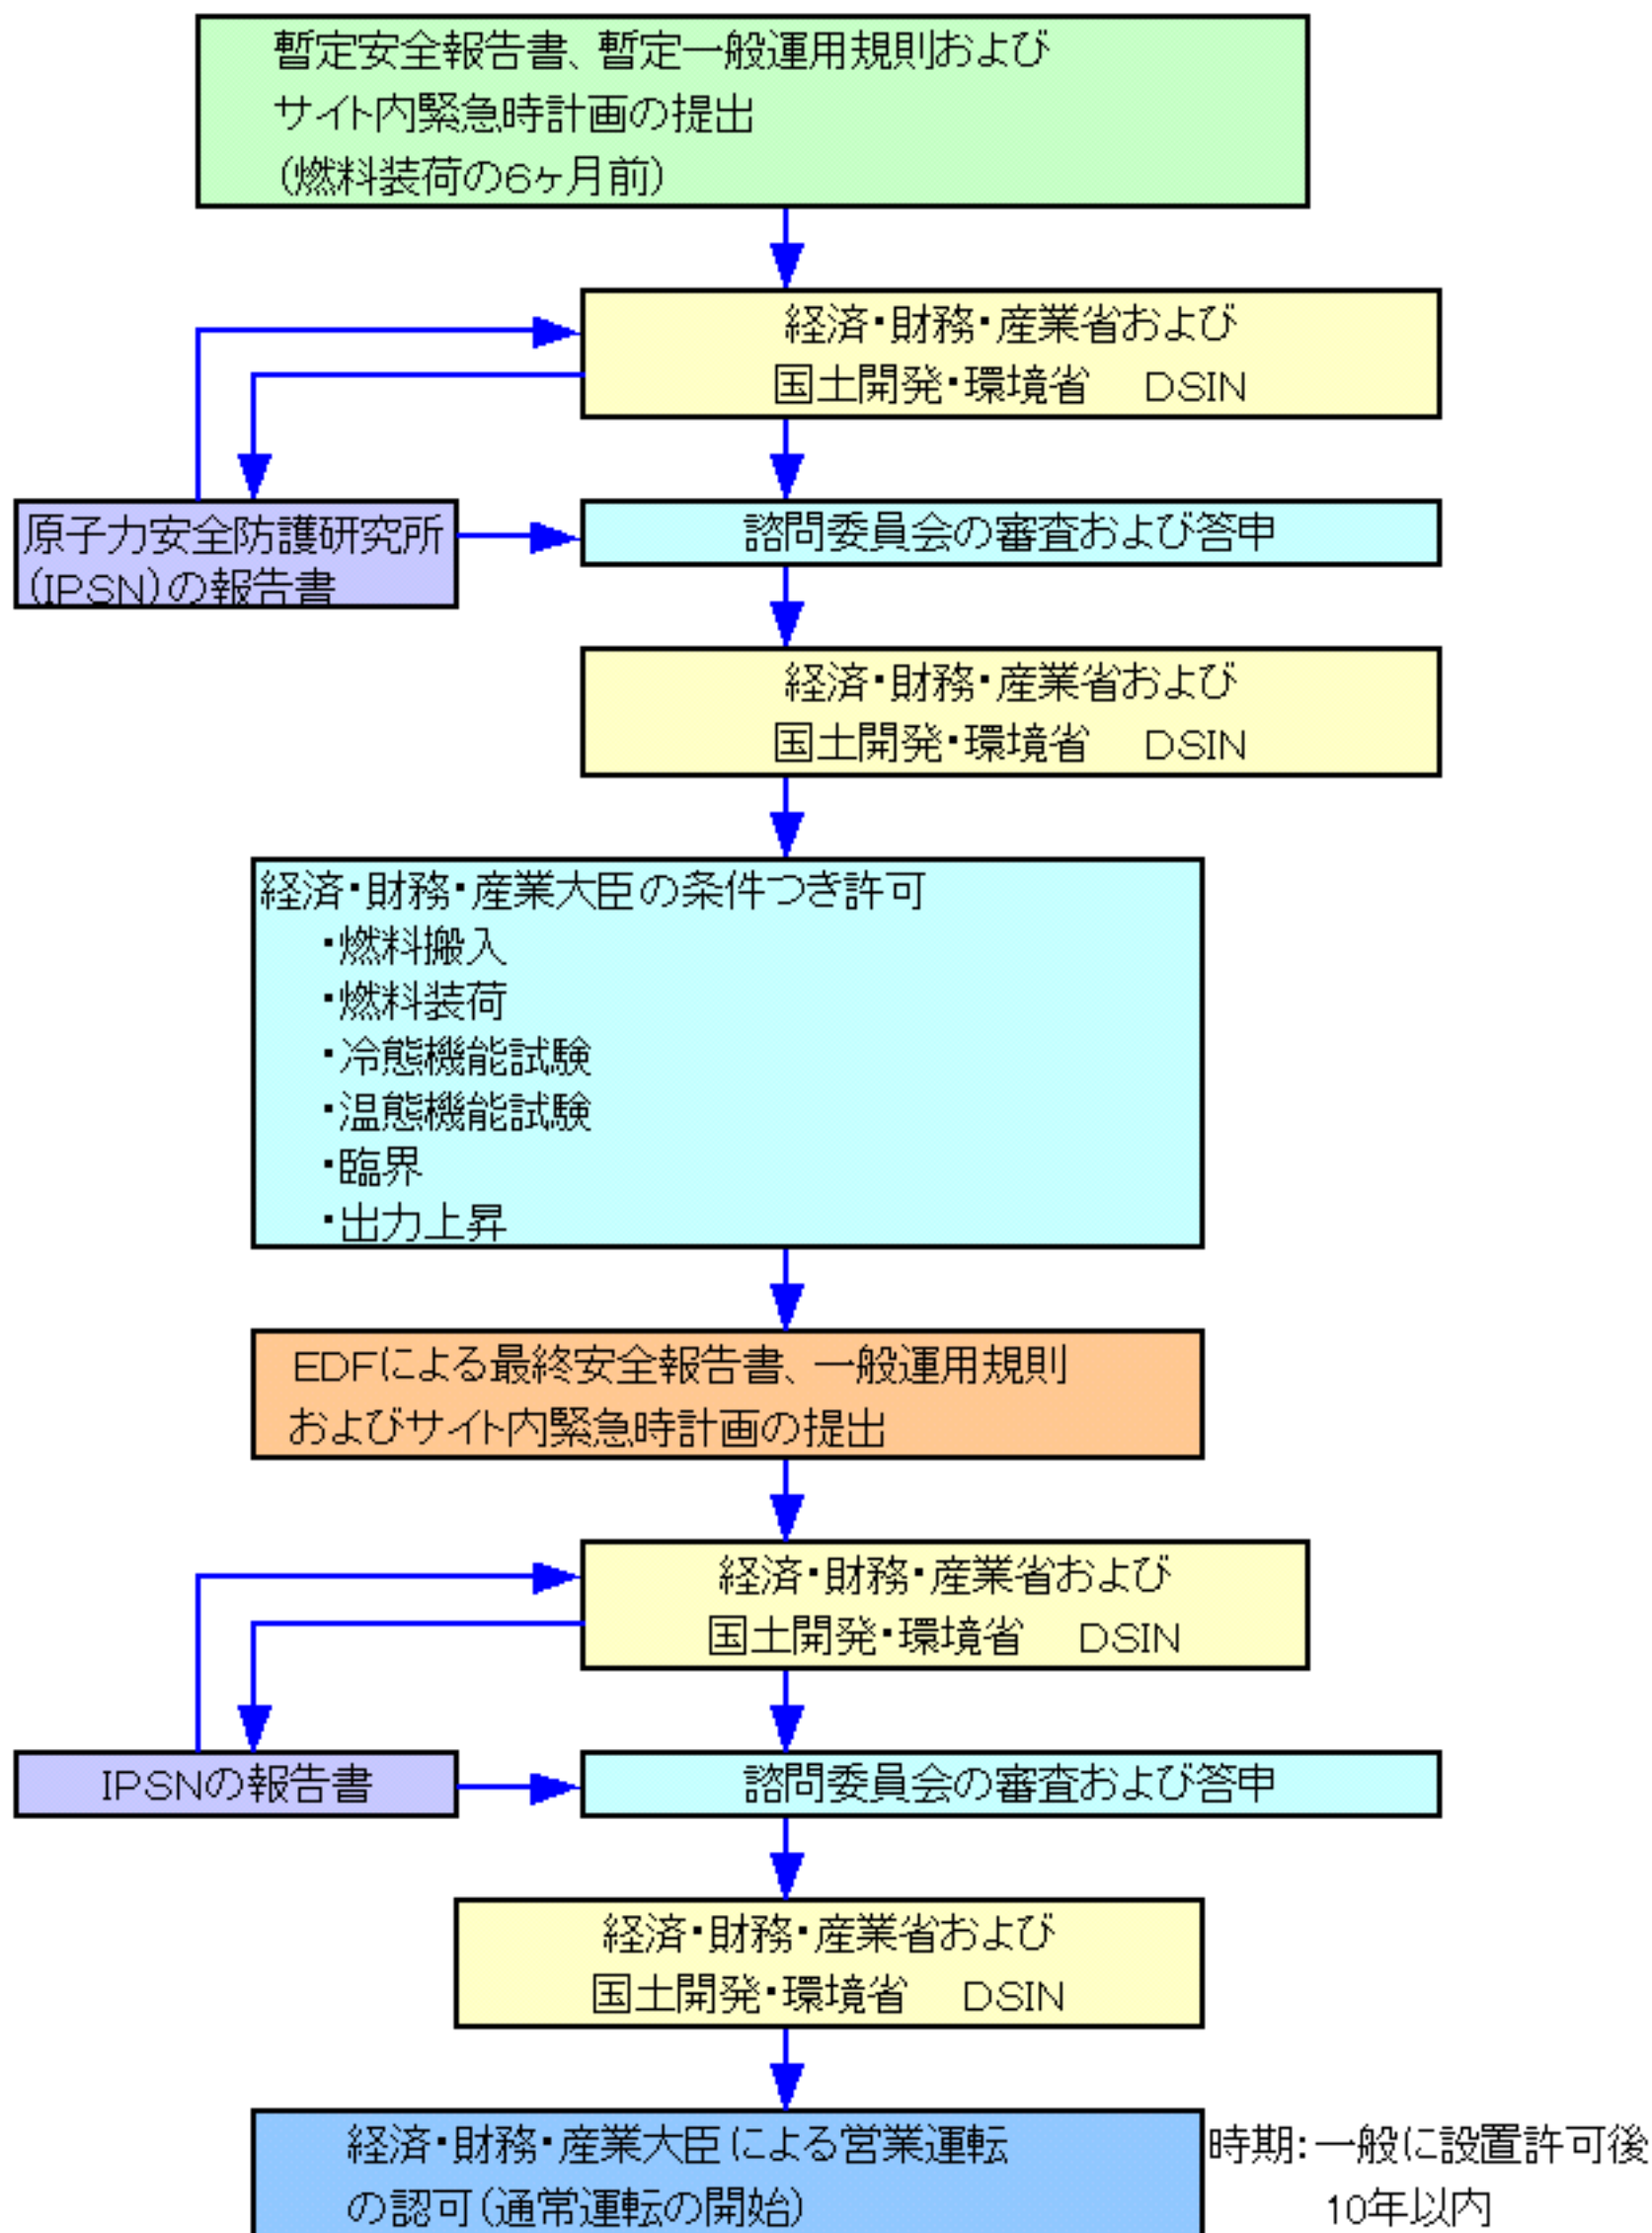 暫定安全報告書、暫定一般運用規則および
サイト内緊急時計画の提出
(燃料装荷の6ヶ月前)
経済・財務・産業省および
国土開発・環境省　DSIN
原子力安全防護研究所
(IPSN)の報告書
諮問委員会の審査および答申
経済・財務・産業省および
国土開発・環境省　DSIN
経済・財務・産業大臣の条件つき許可
・燃料搬入
・燃料装荷
・冷態機能試験
・温態機能試験
・臨界
・出力上昇
EDFによる最終安全報告書、一般運用規則
およびサイト内緊急時計画の提出
経済・財務・産業省および
国土開発・環境省　DSIN
IPSNの報告書
諮問委員会の審査および答申
経済・財務・産業省および
国土開発・環境省　DSIN
経済・財務・産業大臣による営業運転
の認可(通常運転の開始)
時期:一般に設置許可後
10年以内